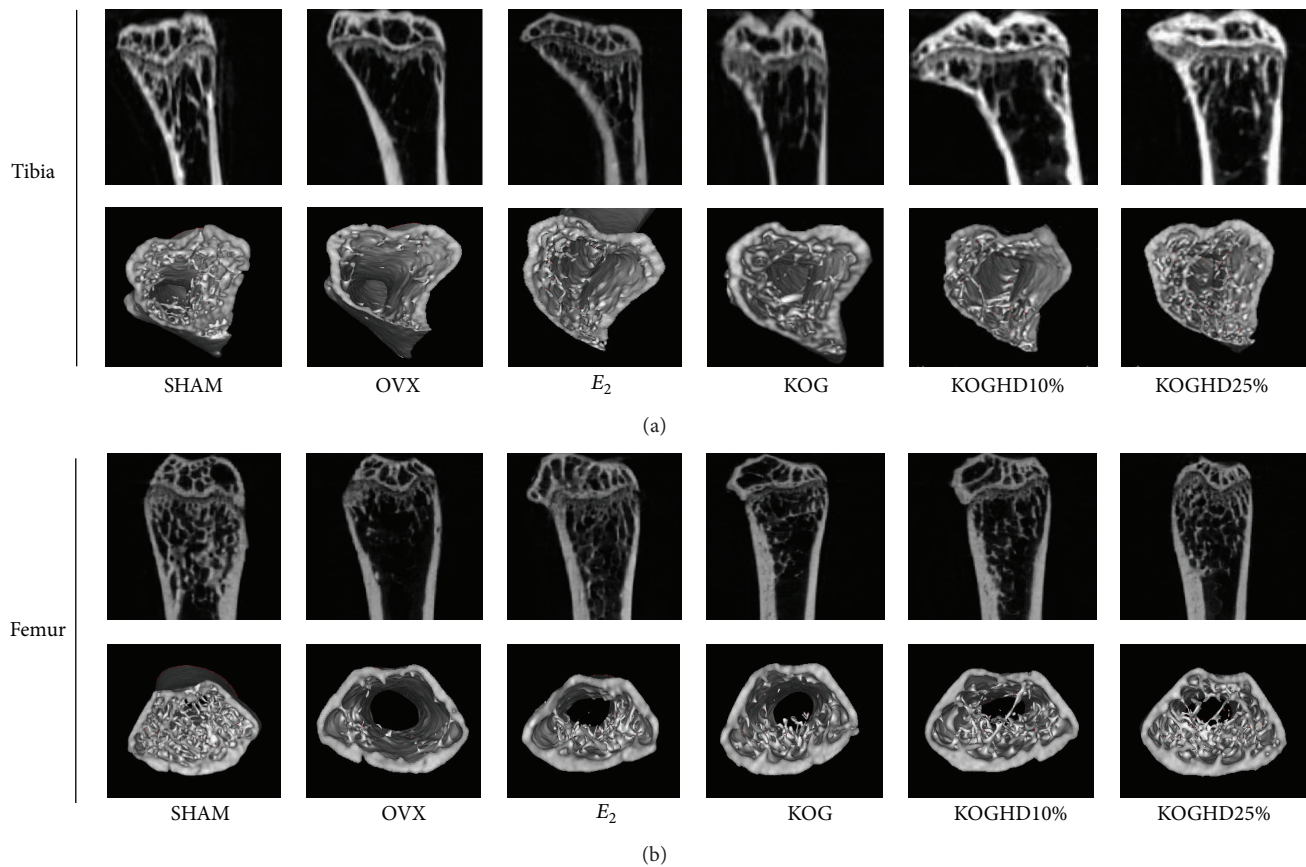 Tibia
SHAM OVX E2 KOG KOGHD10% KOGHD25%
(a)
Femur
SHAM OVX E2 KOG KOGHD10% KOGHD25%
(b)